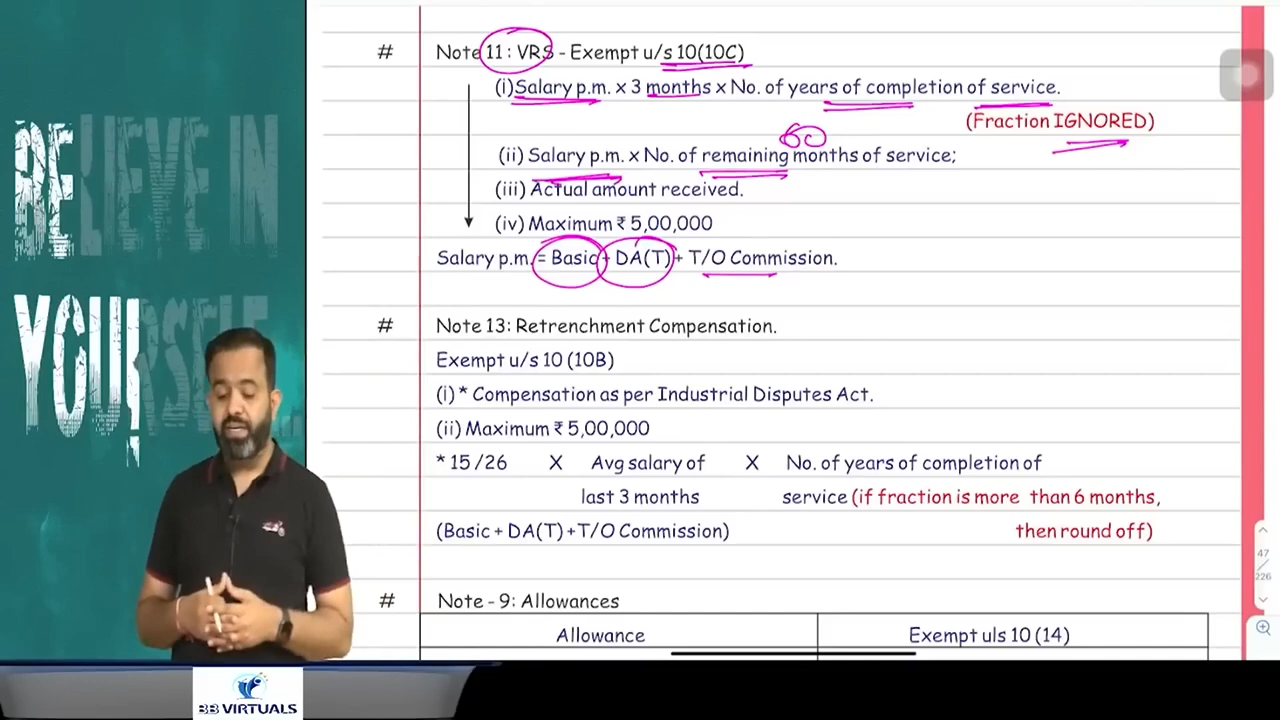 BELIEVE IN
YOURSELF...
# Note 11: VRS - Exempt u/s 10(10C)
(i)Salary p.m. x 3 months x No. of years of completion of service.
(Fraction IGNORED)
60
(ii) Salary p.m. x No. of remaining months of service;
(iii) Actual amount received.
(iv) Maximum ₹ 5,00,000
Salary p.m. = Basic + DA(T) + T/O Commission.
# Note 13: Retrenchment Compensation.
Exempt u/s 10 (10B)
(i) * Compensation as per Industrial Disputes Act.
(ii) Maximum ₹ 5,00,000
* 15/26 X Avg salary of X No. of years of completion of
last 3 months service (if fraction is more than 6 months,
(Basic + DA(T) +T/O Commission) then round off)
# Note - 9: Allowances
Allowance Exempt uls 10 (14)
47
/
226
BB VIRTUALS